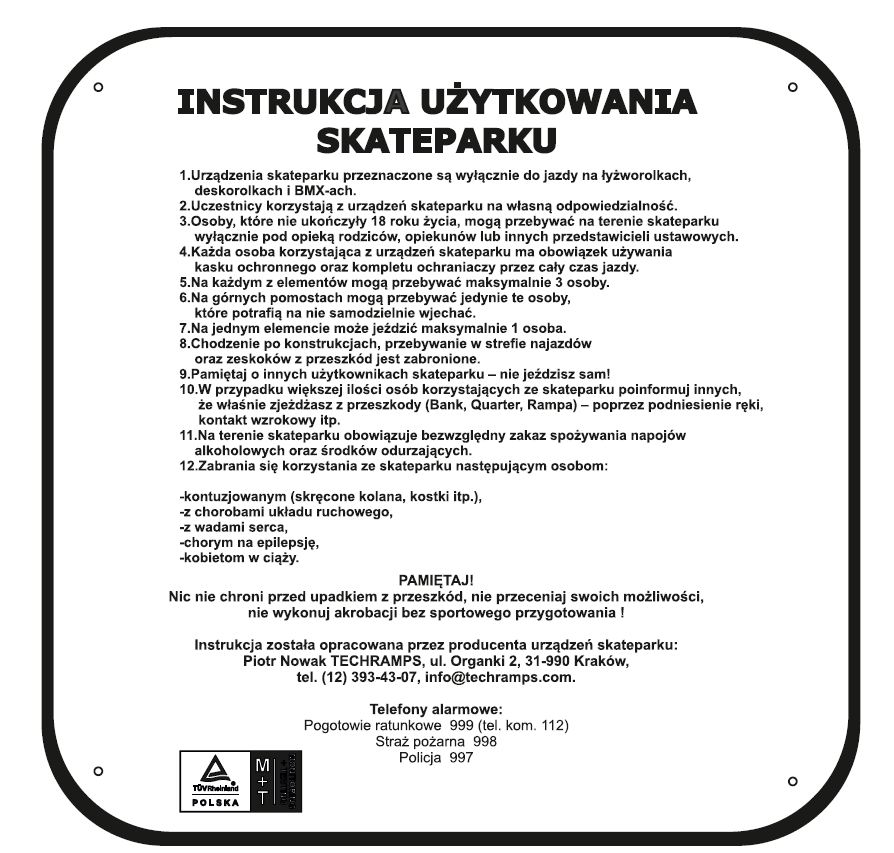 INSTRUKCJA UŻYTKOWANIA
SKATEPARKU
1.Urządzenia skateparku przeznaczone są wyłącznie do jazdy na łyżworolkach,
deskorolkach i BMX-ach.
2.Uczestnicy korzystają z urządzeń skateparku na własną odpowiedzialność.
3.Osoby, które nie ukończyły 18 roku życia, mogą przebywać na terenie skateparku
wyłącznie pod opieką rodziców, opiekunów lub innych przedstawicieli ustawowych.
4.Każda osoba korzystająca z urządzeń skateparku ma obowiązek używania
kasku ochronnego oraz kompletu ochraniaczy przez cały czas jazdy.
5.Na każdym z elementów mogą przebywać maksymalnie 3 osoby.
6.Na górnych pomostach mogą przebywać jedynie te osoby,
które potrafią na nie samodzielnie wjechać.
7.Na jednym elemencie może jeździć maksymalnie 1 osoba.
8.Chodzenie po konstrukcjach, przebywanie w strefie najazdów
oraz zeskoków z przeszkód jest zabronione.
9.Pamiętaj o innych użytkownikach skateparku – nie jeździsz sam!
10.W przypadku większej ilości osób korzystających ze skateparku poinformuj innych,
że właśnie zjeżdżasz z przeszkody (Bank, Quarter, Rampa) – poprzez podniesienie ręki,
kontakt wzrokowy itp.
11.Na terenie skateparku obowiązuje bezwzględny zakaz spożywania napojów
alkoholowych oraz środków odurzających.
12.Zabrania się korzystania ze skateparku następującym osobom:
-kontuzjowanym (skręcone kolana, kostki itp.),
-z chorobami układu ruchowego,
-z wadami serca,
-chorym na epilepsję,
-kobietom w ciąży.
PAMIĘTAJ!
Nic nie chroni przed upadkiem z przeszkód, nie przeceniaj swoich możliwości,
nie wykonuj akrobacji bez sportowego przygotowania !
Instrukcja została opracowana przez producenta urządzeń skateparku:
Piotr Nowak TECHRAMPS, ul. Organki 2, 31-990 Kraków,
tel. (12) 393-43-07, info@techramps.com.
Telefony alarmowe:
Pogotowie ratunkowe 999 (tel. kom. 112)
Straż pożarna 998
Policja 997
TÜVRheinland
POLSKA
M+T